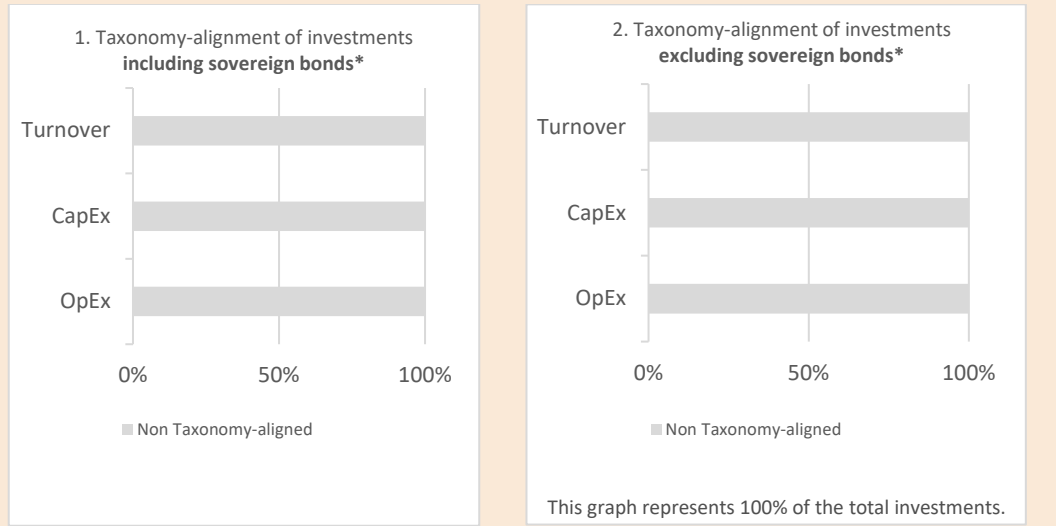 1. Taxonomy-alignment of investments
including sovereign bonds*
Turnover
CapEx
OpEx
0% 50% 100%
Non Taxonomy-aligned
2. Taxonomy-alignment of investments
excluding sovereign bonds*
Turnover
CapEx
OpEx
0% 50% 100%
Non Taxonomy-aligned
This graph represents 100% of the total investments.